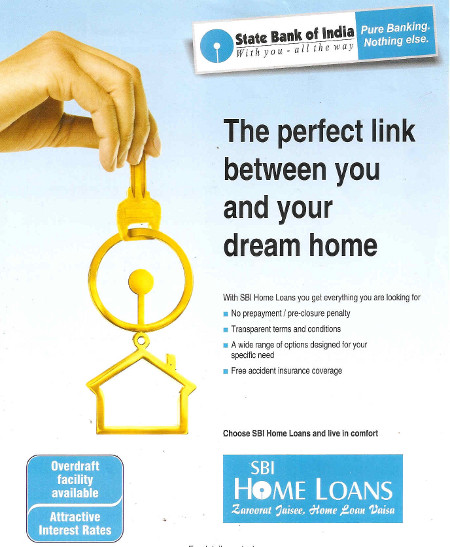 State Bank of India
With you - all the way
Pure Banking.
Nothing else.
The perfect link
between you
and your
dream home
With SBI Home Loans you get everything you are looking for
No prepayment / pre-closure penalty
Transparent terms and conditions
A wide range of options designed for your
specific need
Free accident insurance coverage
Choose SBI Home Loans and live in comfort
Overdraft
facility
available
Attractive
Interest Rates
SBI
HOME LOANS
Zaroorat Jaisee. Home Loan Vaisa